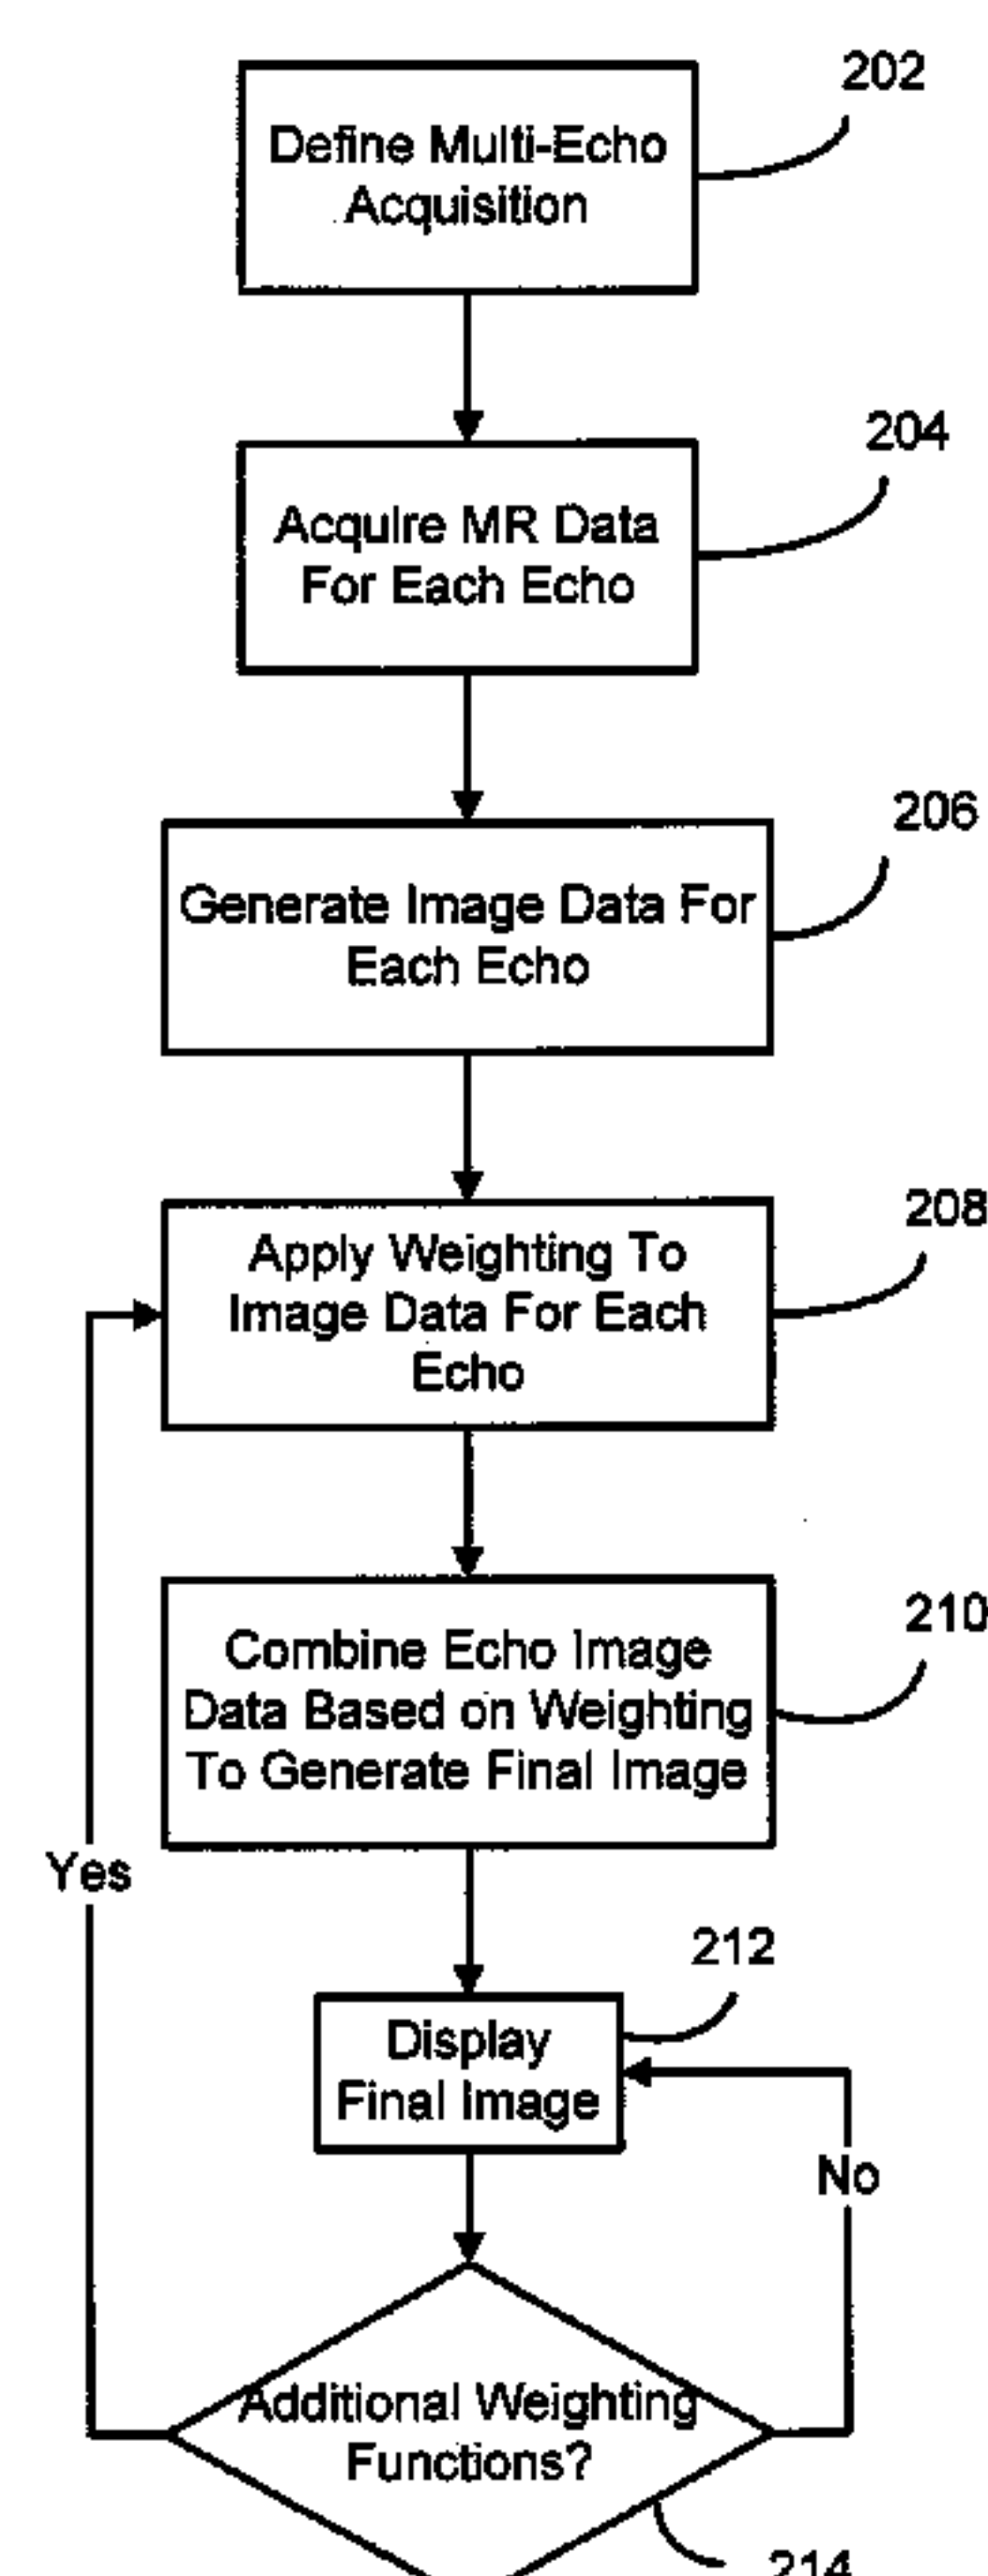 202
Define Multi-Echo
Acquisition
204
Acquire MR Data
For Each Echo
206
Generate Image Data For
Each Echo
208
Apply Weighting To
Image Data For Each
Echo
210
Combine Echo Image
Data Based on Weighting
To Generate Final Image
Yes
212
Display
Final Image
No
Additional Weighting
Functions?
214